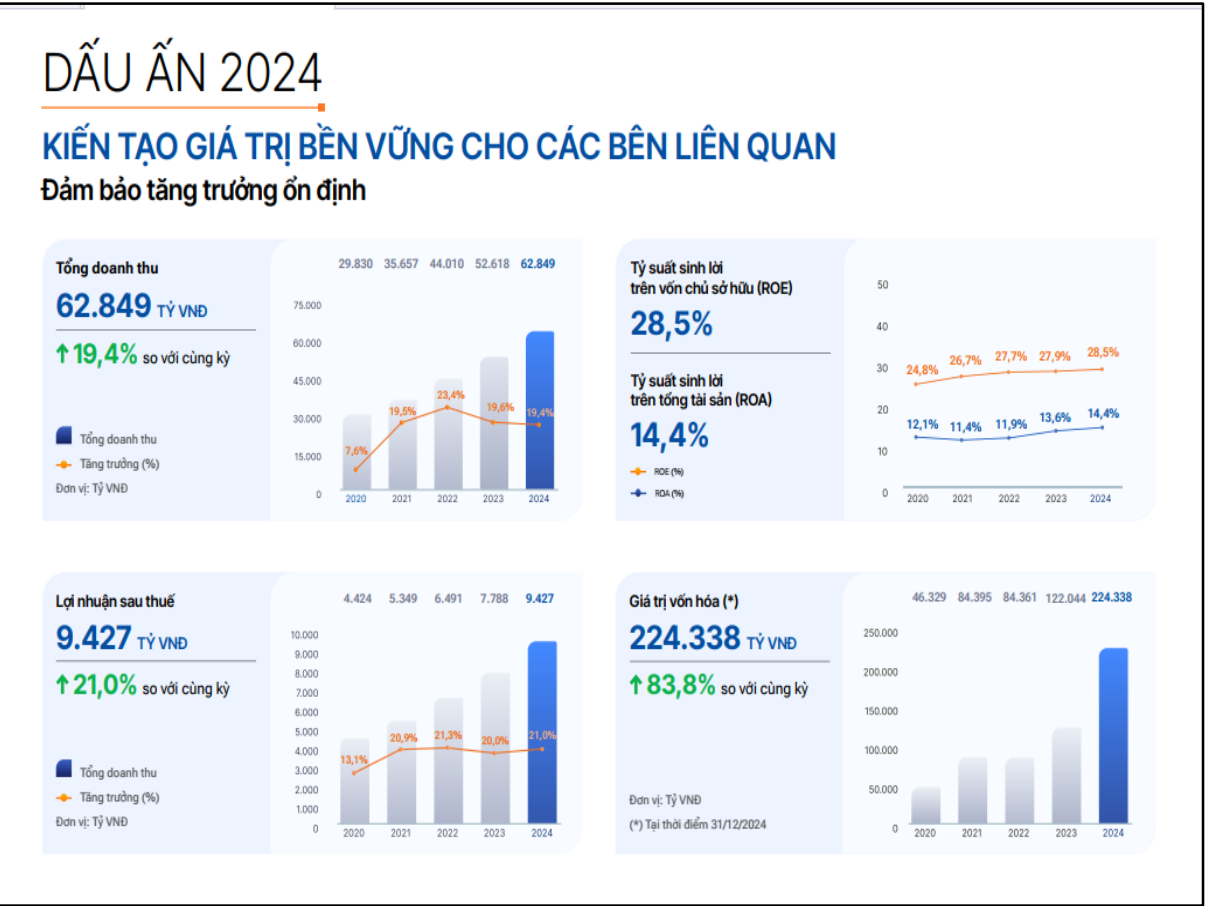 DẤU ẤN 2024
KIẾN TẠO GIÁ TRỊ BỀN VỮNG CHO CÁC BÊN LIÊN QUAN
Đảm bảo tăng trưởng ổn định
Tổng doanh thu
62.849 TỶ VNĐ
↑ 19,4% so với cùng kỳ
Tổng doanh thu
Tăng trưởng (%)
Đơn vị: Tỷ VNĐ
29.830 35.657 44.010 52.618 62.849
75.000
60.000
45.000
30.000
15.000
0
7,6% 19,5% 23,4% 19,6% 19,4%
2020 2021 2022 2023 2024
Tỷ suất sinh lời
trên vốn chủ sở hữu (ROE)
28,5%
Tỷ suất sinh lời
trên tổng tài sản (ROA)
14,4%
ROE (%)
ROA (%)
50
40
30
20
10
0
24,8% 26,7% 27,7% 27,9% 28,5%
12,1% 11,4% 11,9% 13,6% 14,4%
2020 2021 2022 2023 2024
Lợi nhuận sau thuế
9.427 TỶ VNĐ
↑ 21,0% so với cùng kỳ
Tổng doanh thu
Tăng trưởng (%)
Đơn vị: Tỷ VNĐ
4.424 5.349 6.491 7.788 9.427
10.000
9.000
8.000
7.000
6.000
5.000
4.000
3.000
2.000
1.000
0
13,1% 20,9% 21,3% 20,0% 21,0%
2020 2021 2022 2023 2024
Giá trị vốn hóa (*)
224.338 TỶ VNĐ
↑ 83,8% so với cùng kỳ
Đơn vị: Tỷ VNĐ
(*) Tại thời điểm 31/12/2024
46.329 84.395 84.361 122.044 224.338
250.000
200.000
150.000
100.000
50.000
0
2020 2021 2022 2023 2024